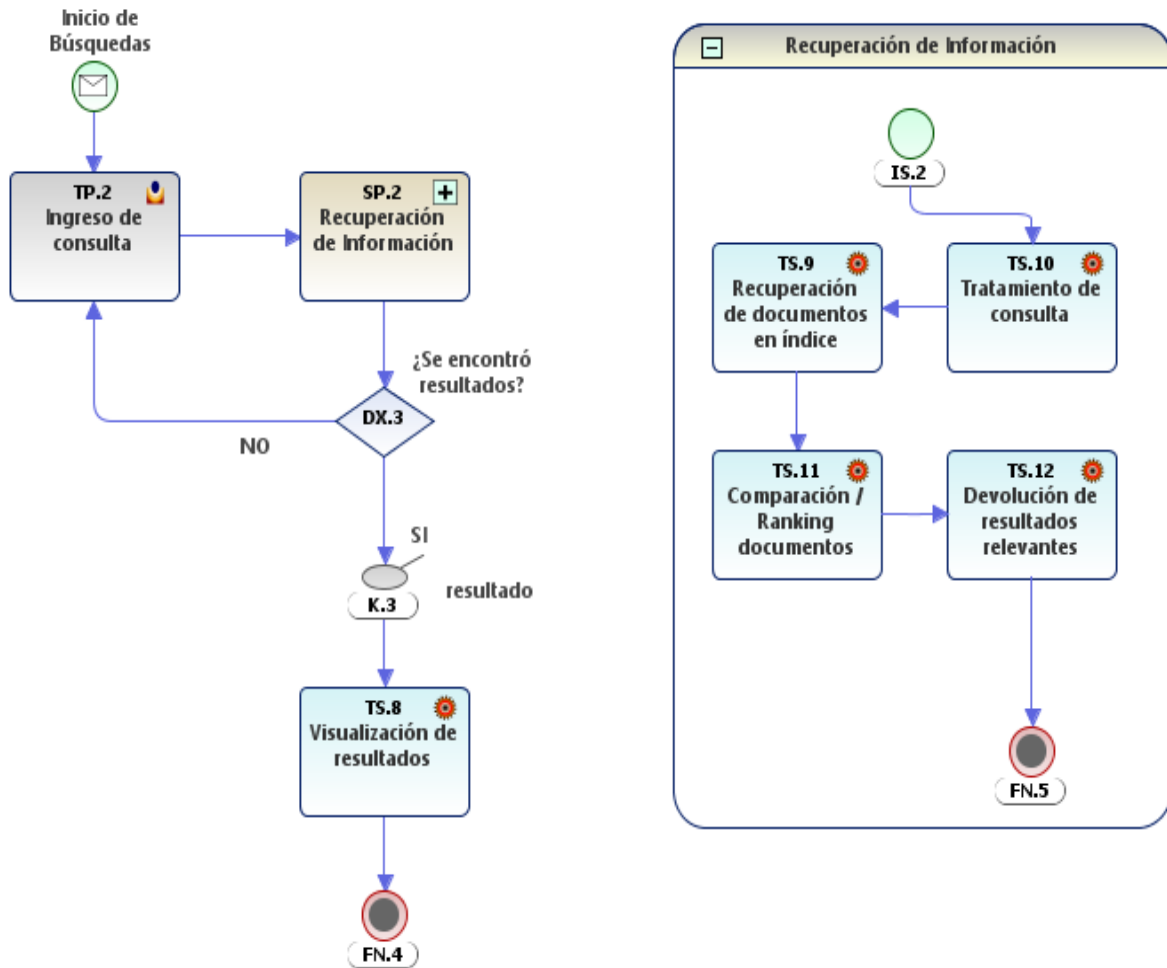 Inicio de
Búsquedas
TP.2
Ingreso de
consulta
SP.2
Recuperación
de Información
¿Se encontró
resultados?
DX.3
NO
SI
K.3
resultado
TS.8
Visualización de
resultados
FN.4
Recuperación de Información
IS.2
TS.9
Recuperación
de documentos
en índice
TS.10
Tratamiento de
consulta
TS.11
Comparación /
Ranking
documentos
TS.12
Devolución de
resultados
relevantes
FN.5